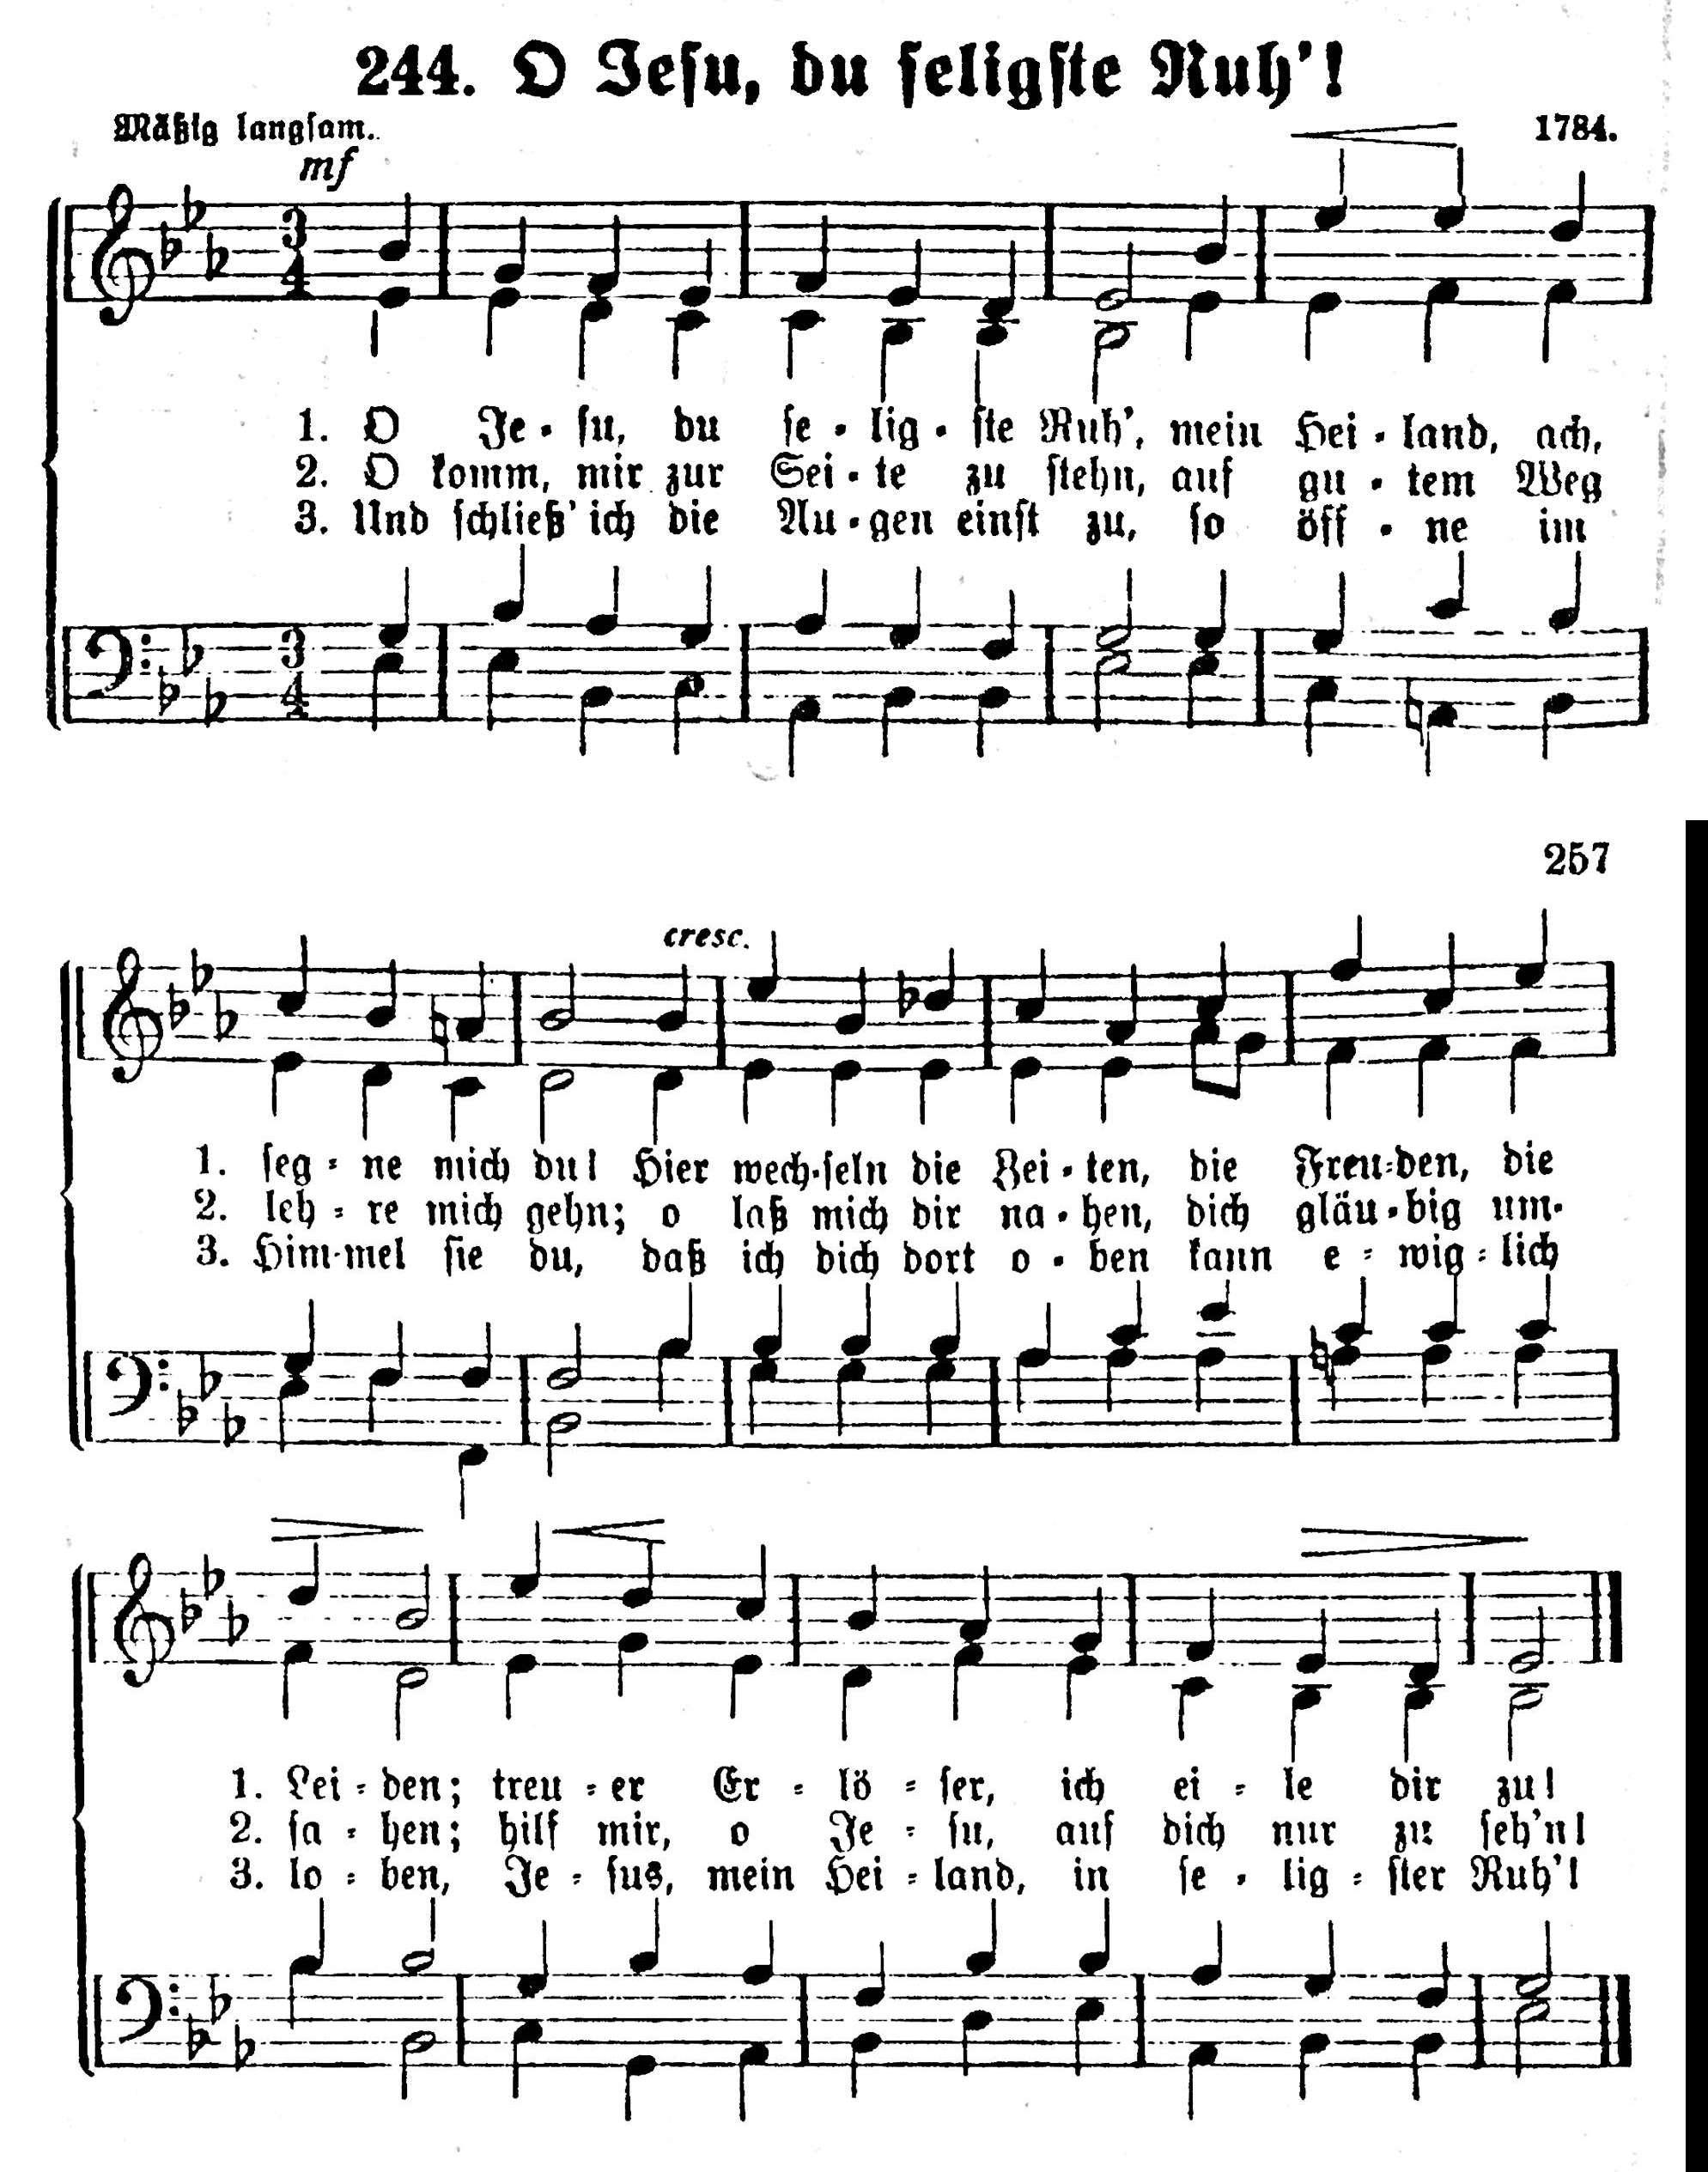 244. O Jesu, du seligste Ruh'!
Mäßig langsam.
1784.
mf
1. O Je-su, du se-lig-ste Ruh', mein Hei-land, ach,
2. O komm, mir zur Sei-te zu stehn, auf gu-tem Weg
3. Und schließ' ich die Au-gen einst zu, so öff-ne im
257
cresc.
1. seg-ne mich du! Hier wech-seln die Zei-ten, die Freu-den, die
2. leh-re mich gehn; o laß mich dir na-hen, dich gläu-big um-
3. Him-mel sie du, daß ich dich dort o-ben kann e-wig-lich
1. Lei-den; treu-er Er-lö-ser, ich ei-le dir zu!
2. fa-hen; hilf mir, o Je-su, auf dich nur zu seh'n!
3. lo-ben, Je-sus, mein Hei-land, in se-lig-ster Ruh'!